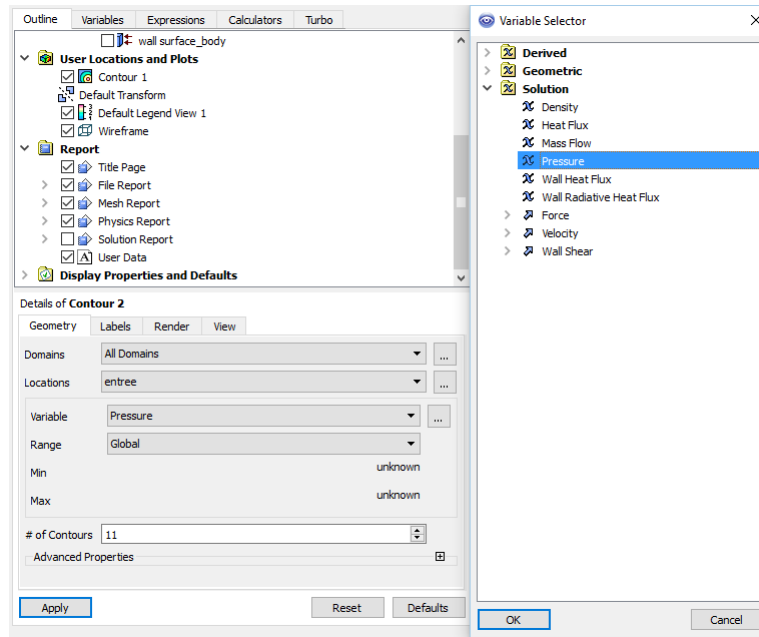 Outline Variables Expressions Calculators Turbo
wall surface_body
User Locations and Plots
Contour 1
Default Transform
Default Legend View 1
Wireframe
Report
Title Page
File Report
Mesh Report
Physics Report
Solution Report
A User Data
Display Properties and Defaults
Details of Contour 2
Geometry Labels Render View
Domains All Domains ...
Locations entree ...
Variable Pressure ...
Range Global
Min unknown
Max unknown
# of Contours 11
Advanced Properties
Apply Reset Defaults
Variable Selector
Derived
Geometric
Solution
Density
Heat Flux
Mass Flow
Pressure
Wall Heat Flux
Wall Radiative Heat Flux
Force
Velocity
Wall Shear
OK Cancel